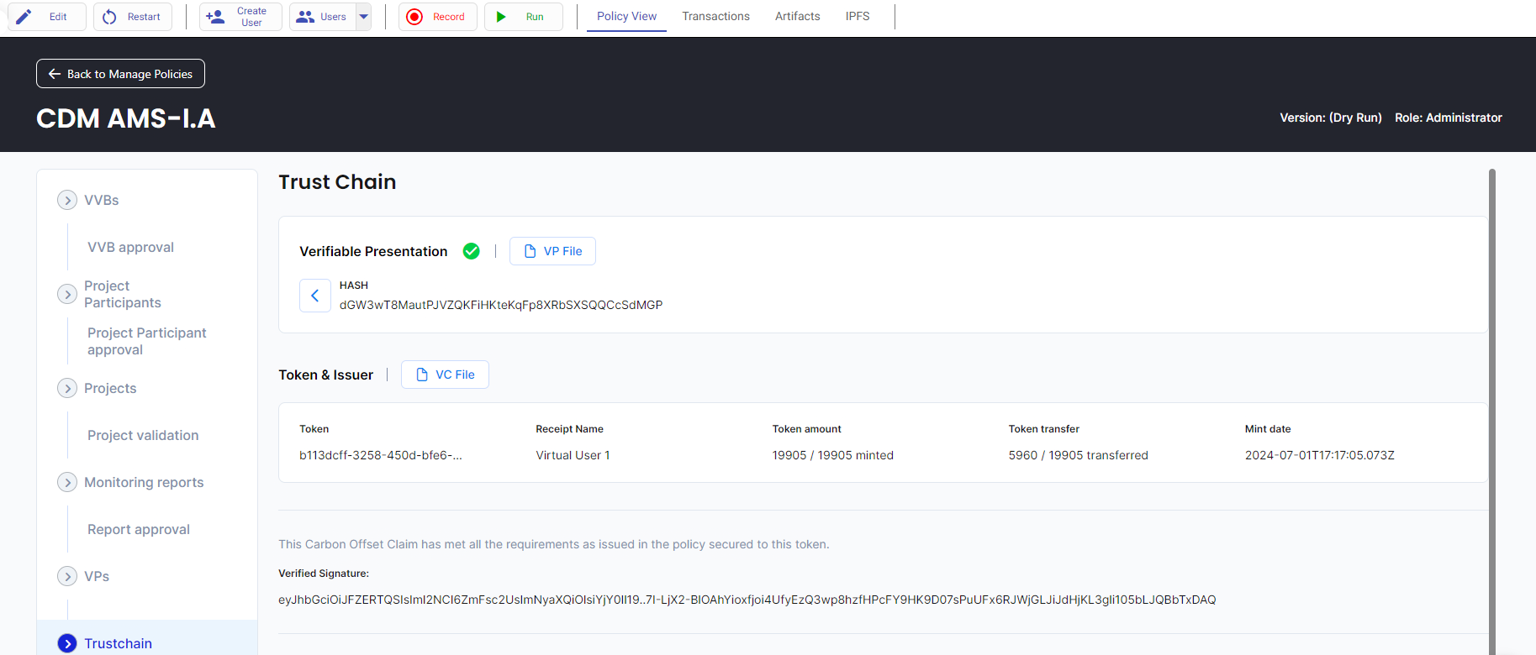 Edit
Restart
Create
User
Users
Record
Run
Policy View
Transactions
Artifacts
IPFS
Back to Manage Policies
CDM AMS-I.A
Version: (Dry Run) Role: Administrator
VVBs
VVB approval
Project
Participants
Project Participant
approval
Projects
Project validation
Monitoring reports
Report approval
VPs
Trustchain
Trust Chain
Verifiable Presentation
VP File
HASH
dGW3wT8MautPJVZQKFiHKteKqFp8XRbSXSQQCcSdMGP
Token & Issuer
VC File
Token Receipt Name Token amount Token transfer Mint date
b113dcff-3258-450d-bfe6-... Virtual User 1 19905 / 19905 minted 5960 / 19905 transferred 2024-07-01T17:17:05.073Z
This Carbon Offset Claim has met all the requirements as issued in the policy secured to this token.
Verified Signature: